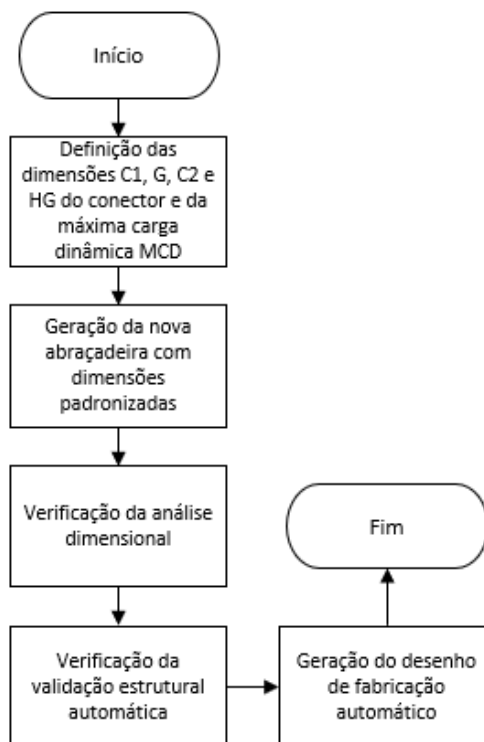 Início
Definição das
dimensões C1, G, C2 e
HG do conector e da
máxima carga
dinâmica MCD
Geração da nova
abraçadeira com
dimensões
padronizadas
Verificação da análise
dimensional
Verificação da
validação estrutural
automática
Geração do desenho
de fabricação
automático
Fim